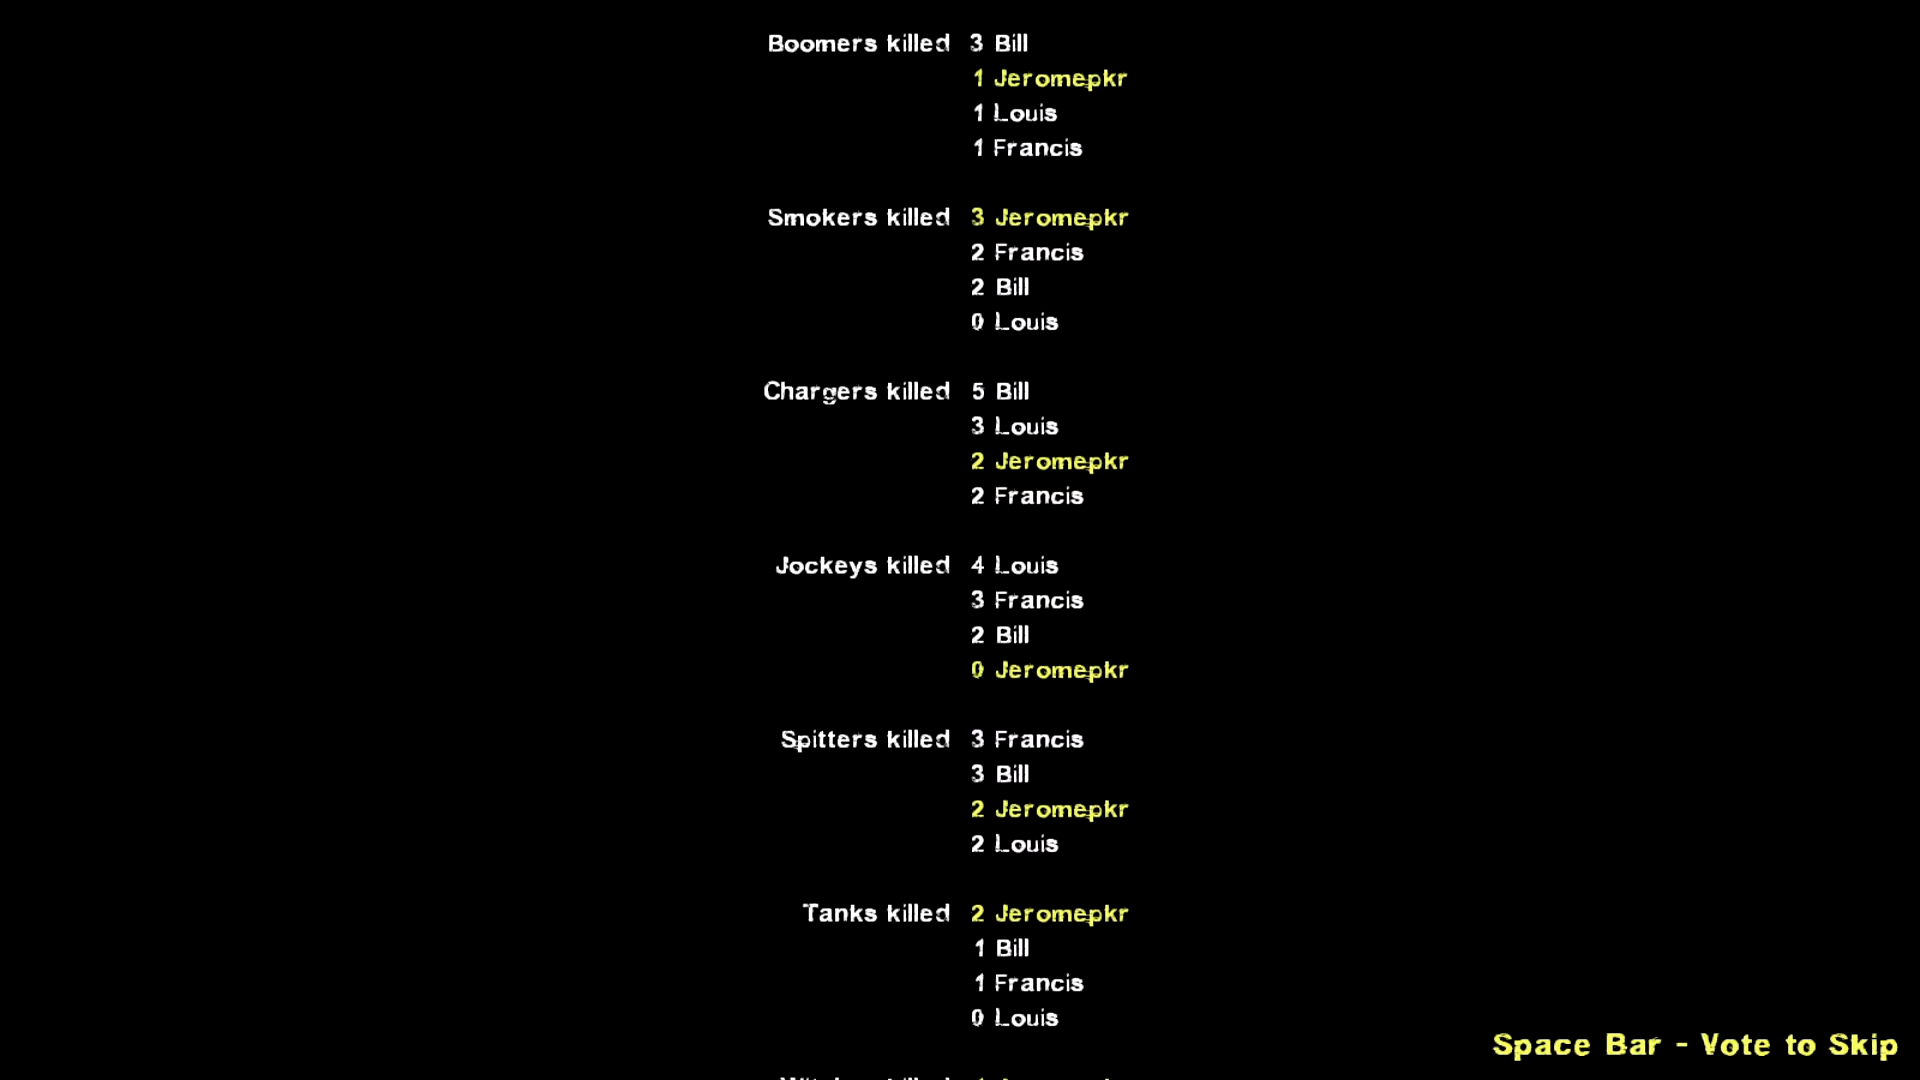 Boomers killed 3 Bill
1 Jeromepkr
1 Louis
1 Francis
Smokers killed 3 Jeromepkr
2 Francis
2 Bill
0 Louis
Chargers killed 5 Bill
3 Louis
2 Jeromepkr
2 Francis
Jockeys killed 4 Louis
3 Francis
2 Bill
0 Jeromepkr
Spitters killed 3 Francis
3 Bill
2 Jeromepkr
2 Louis
Tanks killed 2 Jeromepkr
1 Bill
1 Francis
0 Louis
Space Bar - Vote to Skip